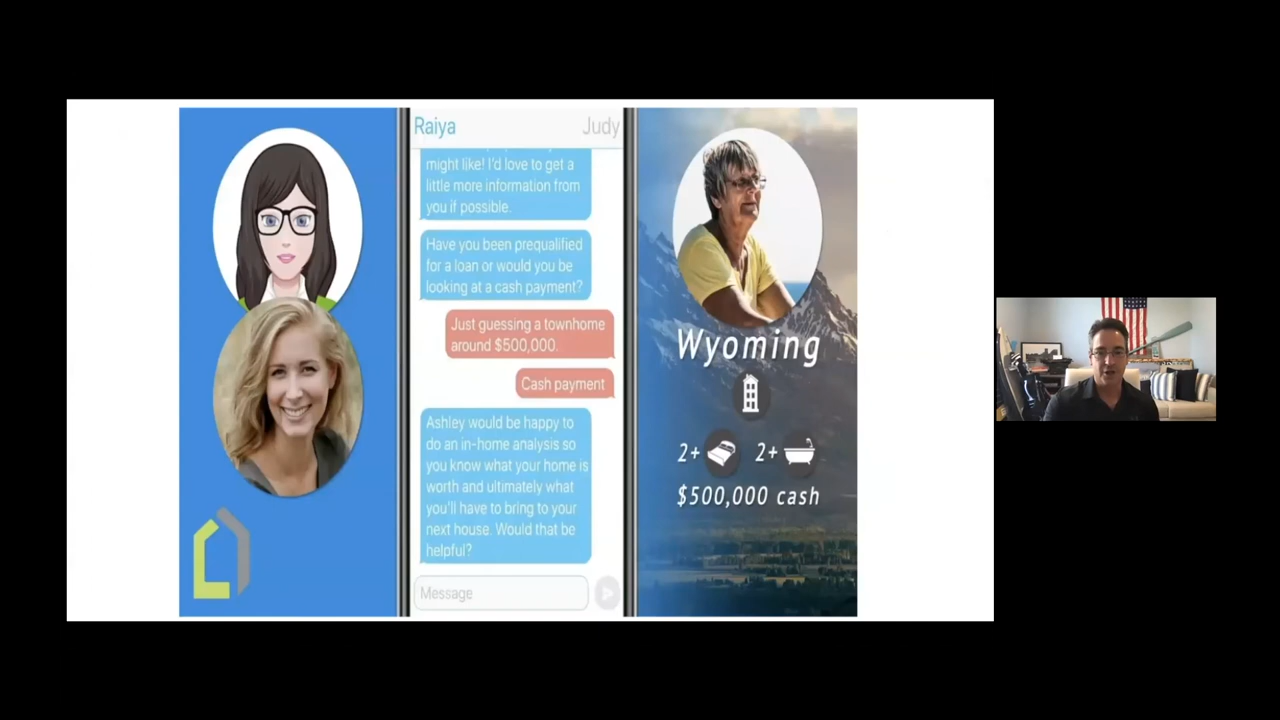 Raiya
Judy
might like! I'd love to get a
little more information from
you if possible.
Have you been prequalified
for a loan or would you be
looking at a cash payment?
Just guessing a townhome
around $500,000.
Cash payment
Ashley would be happy to
do an in-home analysis so
you know what your home is
worth and ultimately what
you'll have to bring to your
next house. Would that be
helpful?
Message
Wyoming
2+ 2+
$500,000 cash